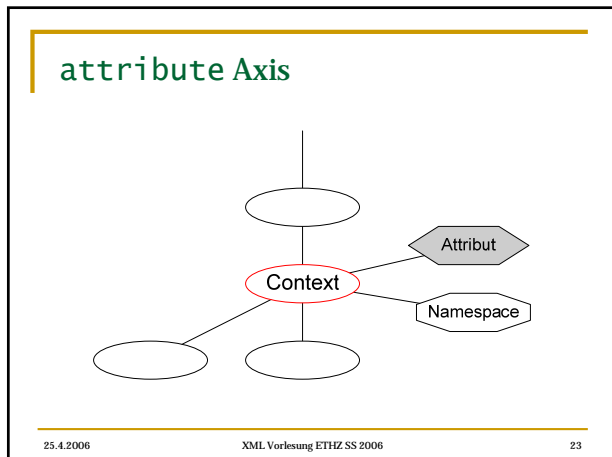 attribute Axis
Attribut
Context
Namespace
25.4.2006 XML Vorlesung ETHZ SS 2006 23